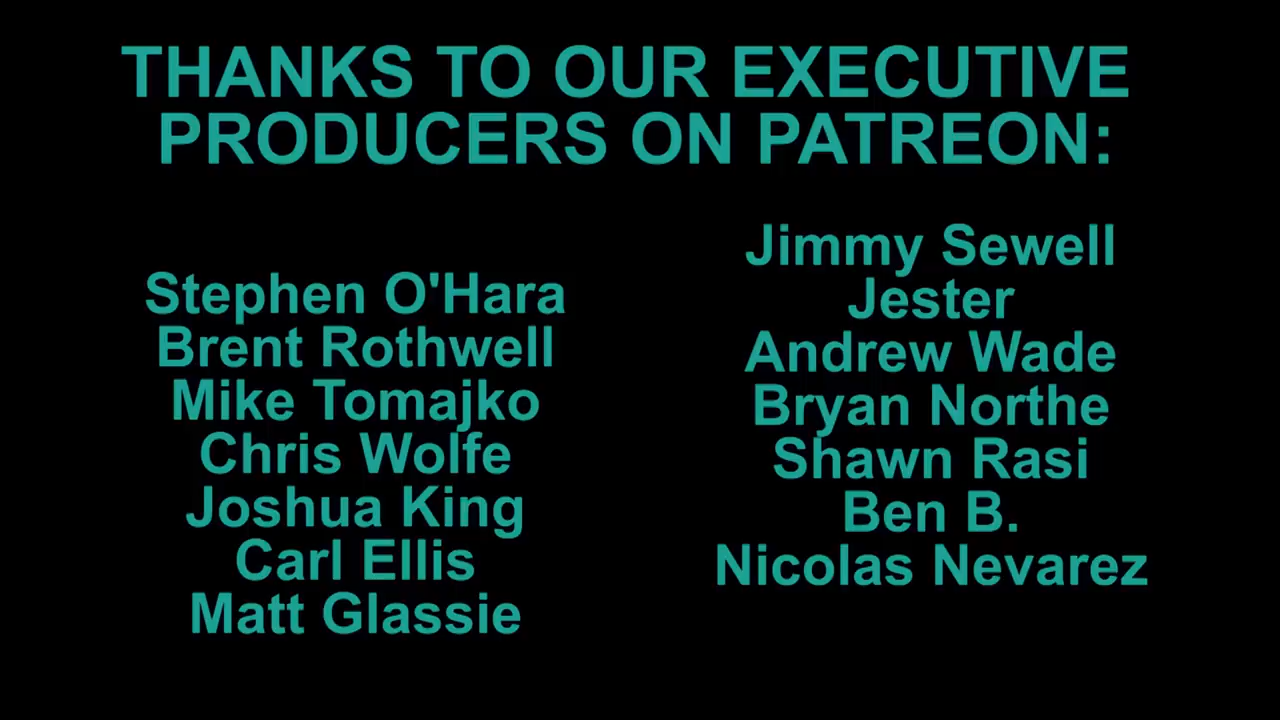 THANKS TO OUR EXECUTIVE
PRODUCERS ON PATREON:
Stephen O'Hara
Brent Rothwell
Mike Tomajko
Chris Wolfe
Joshua King
Carl Ellis
Matt Glassie
Jimmy Sewell
Jester
Andrew Wade
Bryan Northe
Shawn Rasi
Ben B.
Nicolas Nevarez